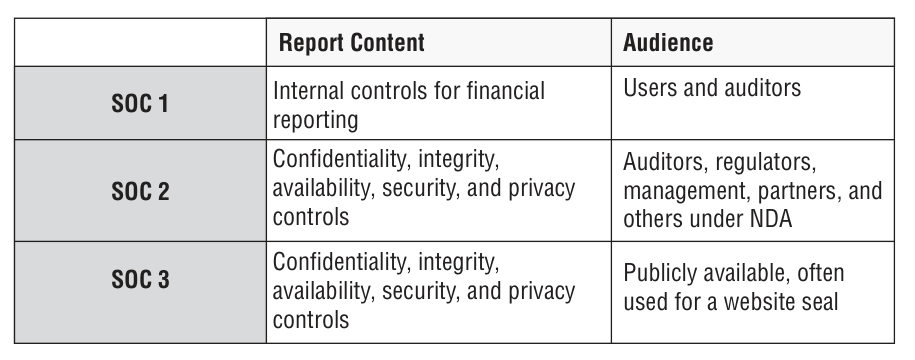 Report Content
Audience
SOC 1
Internal controls for financial
reporting
Users and auditors
SOC 2
Confidentiality, integrity,
availability, security, and privacy
controls
Auditors, regulators,
management, partners, and
others under NDA
SOC 3
Confidentiality, integrity,
availability, security, and privacy
controls
Publicly available, often
used for a website seal